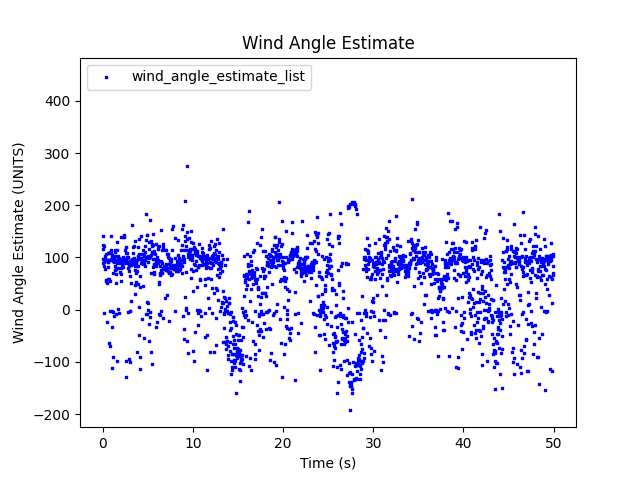 Wind Angle Estimate
wind_angle_estimate_list
400
300
200
100
0
−100
−200
Wind Angle Estimate (UNITS)
0 10 20 30 40 50
Time (s)